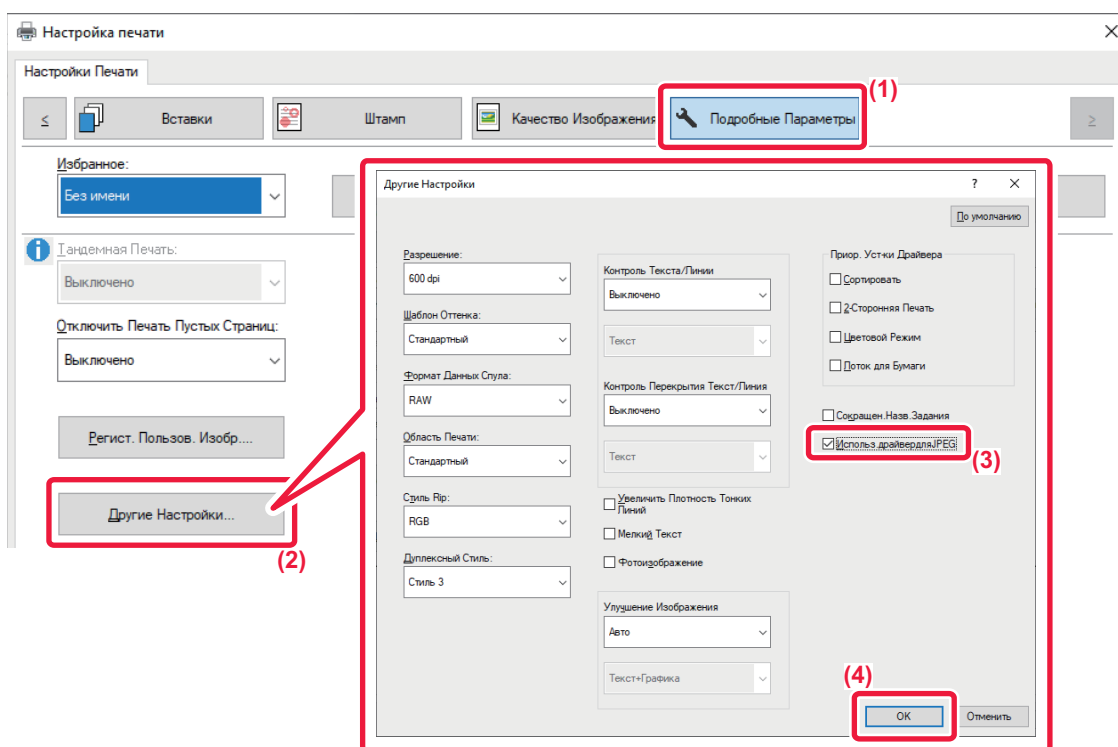 Настройка печати
Настройки Печати
(1)
<
Вставки
Штамп
Качество Изображения
Подробные Параметры
>
Избранное:
Без имени
Тандемная Печать:
Выключено
Отключить Печать Пустых Страниц:
Выключено
Регист. Пользов. Изобр....
Другие Настройки...
(2)
Другие Настройки
?
По умолчанию
Разрешение:
600 dpi
Шаблон Оттенка:
Стандартный
Формат Данных Спула:
RAW
Область Печати:
Стандартный
Стиль Rip:
RGB
Дуплексный Стиль:
Стиль 3
Контроль Текста/Линии
Выключено
Текст
Контроль Перекрытия Текст/Линия
Выключено
Текст
Увеличить Плотность Тонких
Линий
Мелкий Текст
Фотоизображение
Улушение Изображения
Авто
Текст+Графика
Приор. Уст-ки Драйвера
Сортировать
2-Сторонняя Печать
Цветовой Режим
Лоток для Бумаги
Сокращен.Назв.Задания
Использ.драйвердляJPEG
(3)
(4)
OK
Отменить